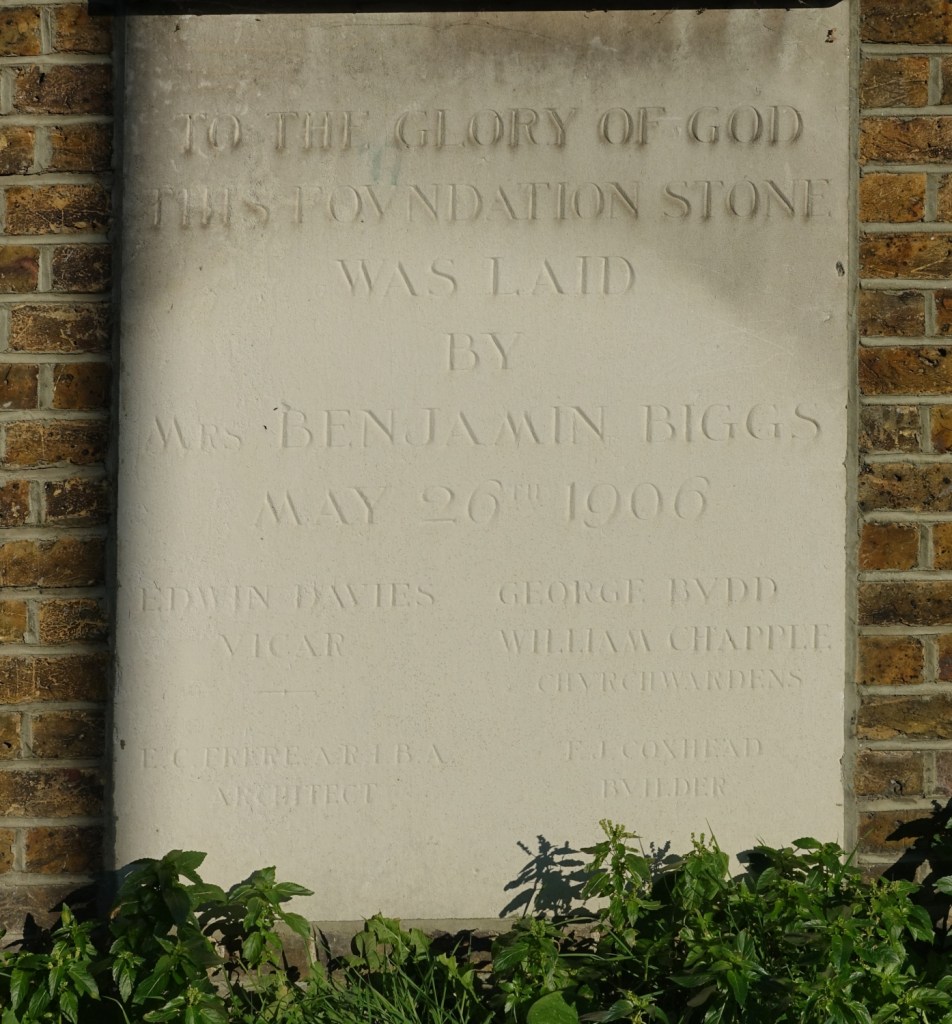 TO THE GLORY OF GOD
THIS FOVNDATION STONE
WAS LAID
BY
MRS BENJAMIN BIGGS
MAY 26TH 1906
EDWIN DAVIES
VICAR
GEORGE BVDD
WILLIAM CHAPPLE
CHVRCHWARDENS
E.C. FRERE. A.R.I.B.A.
ARCHITECT
E.J. COXHEAD
BVILDER